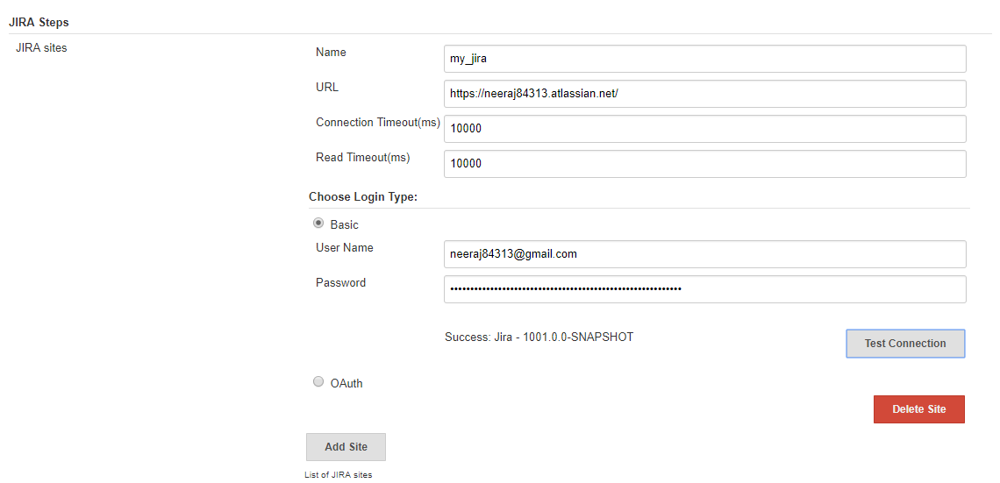 JIRA Steps
JIRA sites
Name
my_jira
URL
https://neeraj84313.atlassian.net/
Connection Timeout(ms)
10000
Read Timeout(ms)
10000
Choose Login Type:
Basic
User Name
neeraj84313@gmail.com
Password
Success: Jira - 1001.0.0-SNAPSHOT
Test Connection
OAuth
Delete Site
Add Site
List of JIRA sites